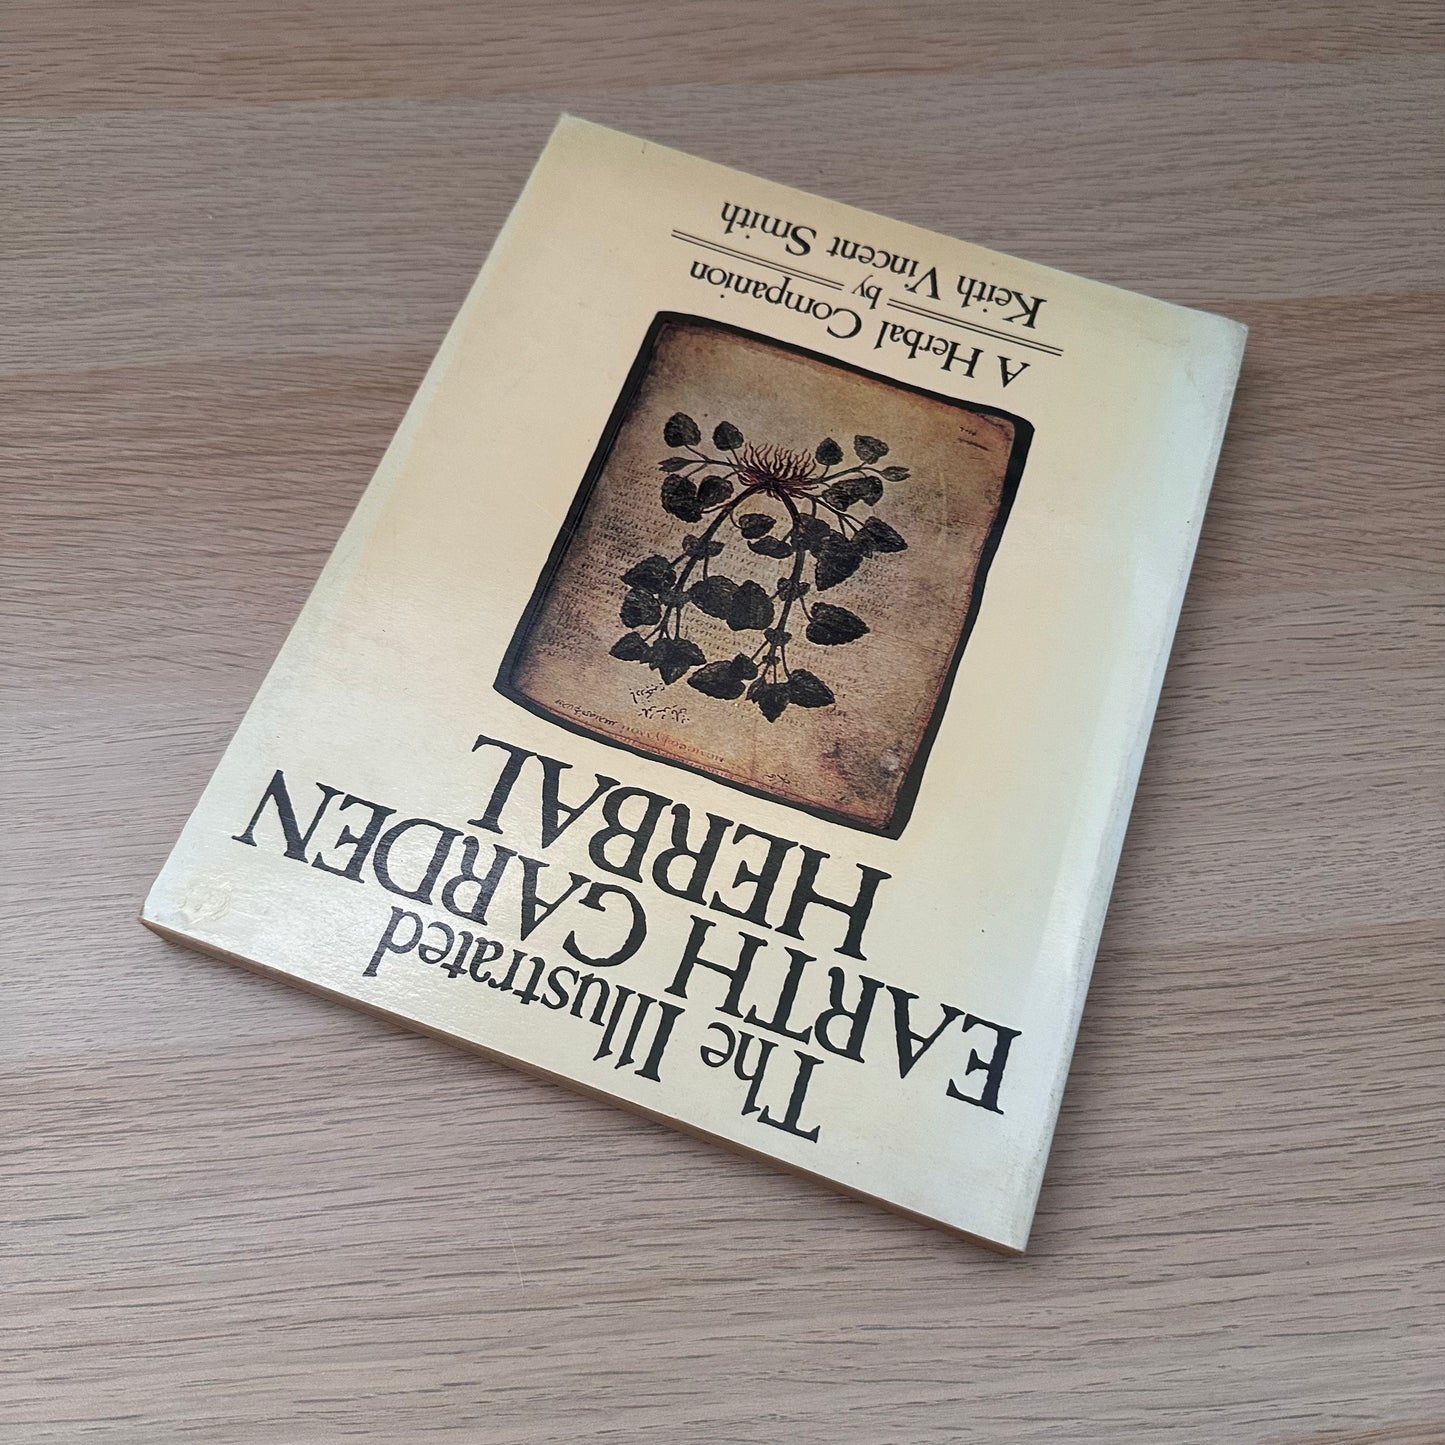 The Illustrated
EARTH GARDEN
HERBAL
A Herbal Companion
by
Keith Vincent Smith